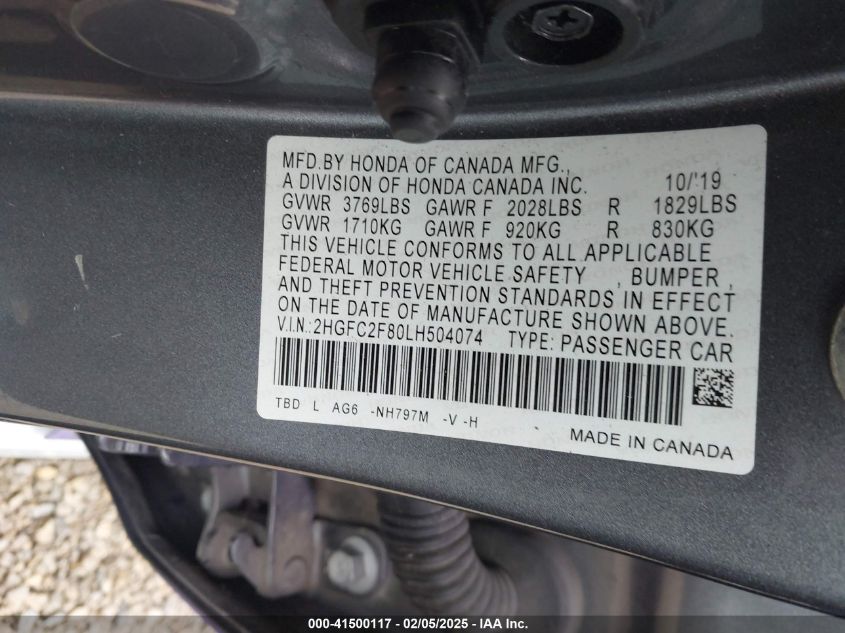 MFD.BY HONDA OF CANADA MFG.,
A DIVISION OF HONDA CANADA INC. 10/'19
GVWR 3769LBS GAWR F 2028LBS R 1829LBS
GVWR 1710KG GAWR F 920KG R 830KG
THIS VEHICLE CONFORMS TO ALL APPLICABLE
FEDERAL MOTOR VEHICLE SAFETY , BUMPER ,
AND THEFT PREVENTION STANDARDS IN EFFECT
ON THE DATE OF MANUFACTURE SHOWN ABOVE.
V.I.N.:2HGFC2F80LH504074 TYPE: PASSENGER CAR
TBD L AG6 -NH797M -V -H
MADE IN CANADA
000-41500117 — 02/05/2025 — IAA Inc.